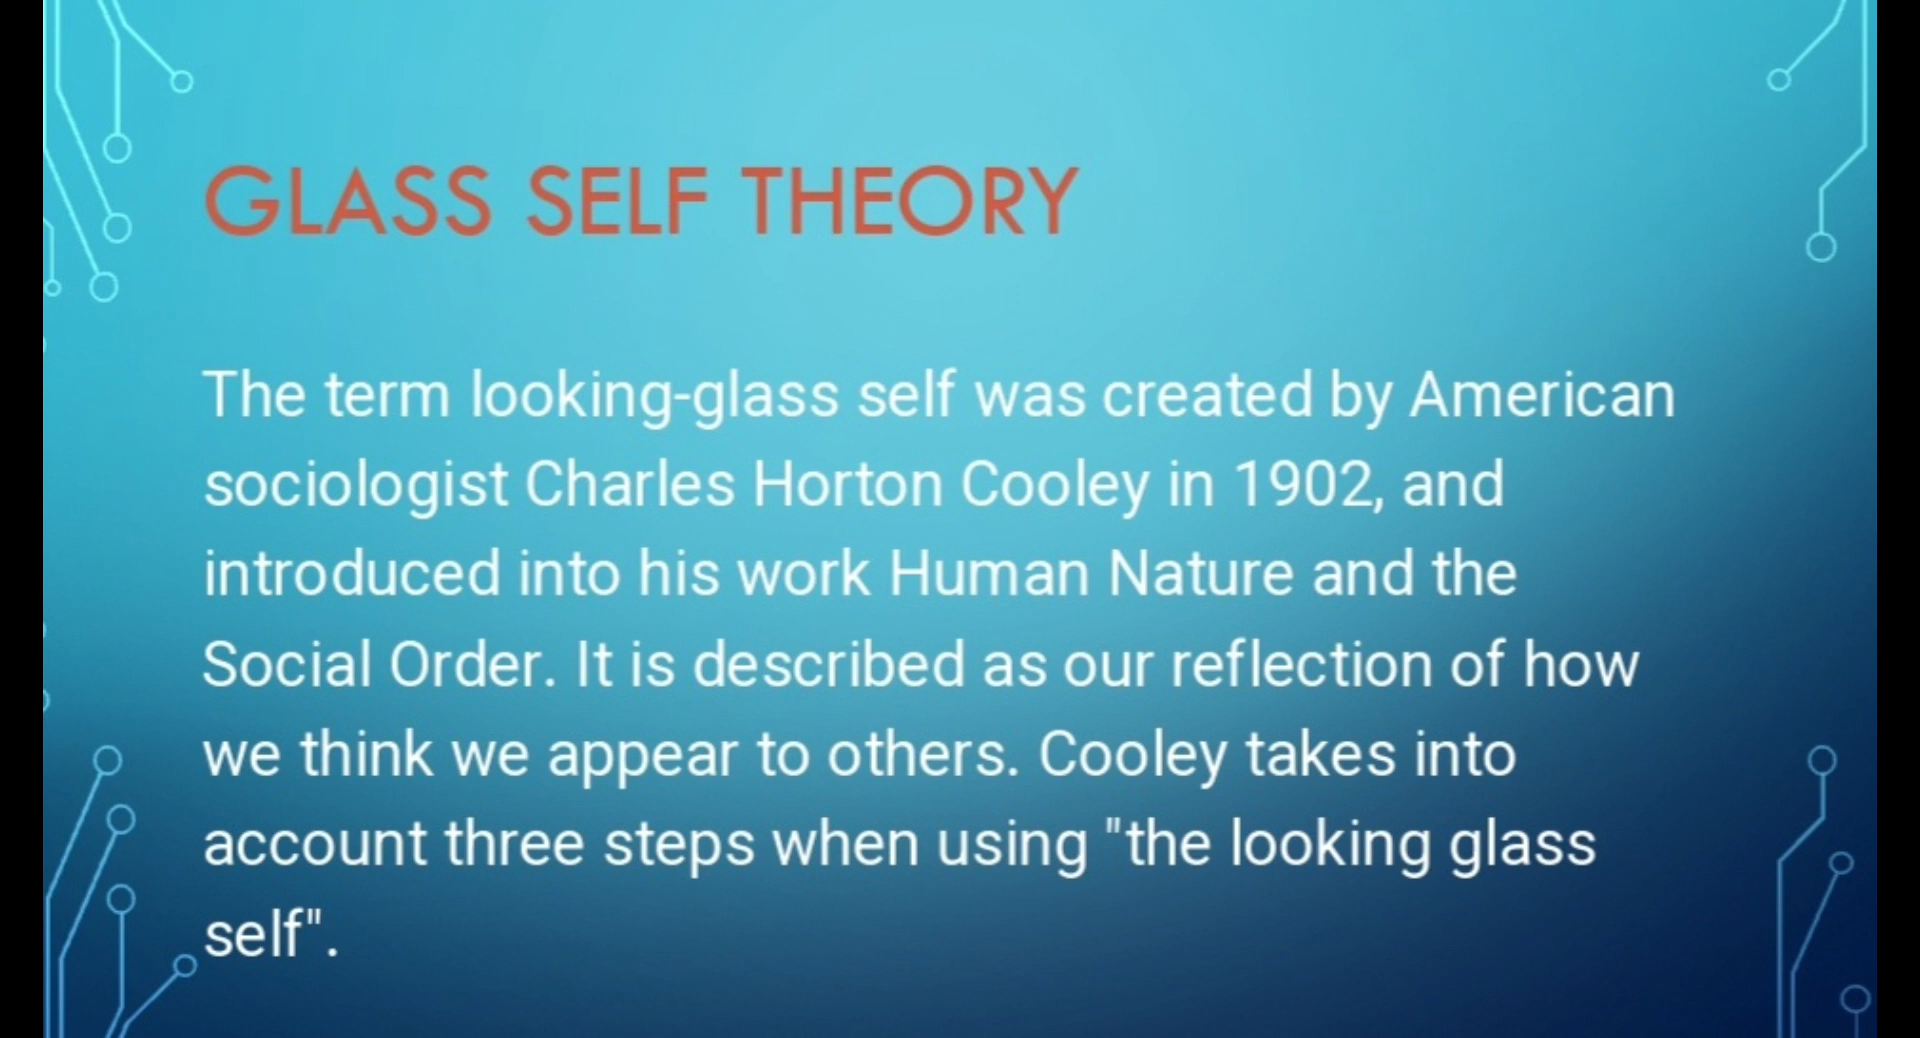 GLASS SELF THEORY
The term looking-glass self was created by American
sociologist Charles Horton Cooley in 1902, and
introduced into his work Human Nature and the
Social Order. It is described as our reflection of how
we think we appear to others. Cooley takes into
account three steps when using "the looking glass
self".